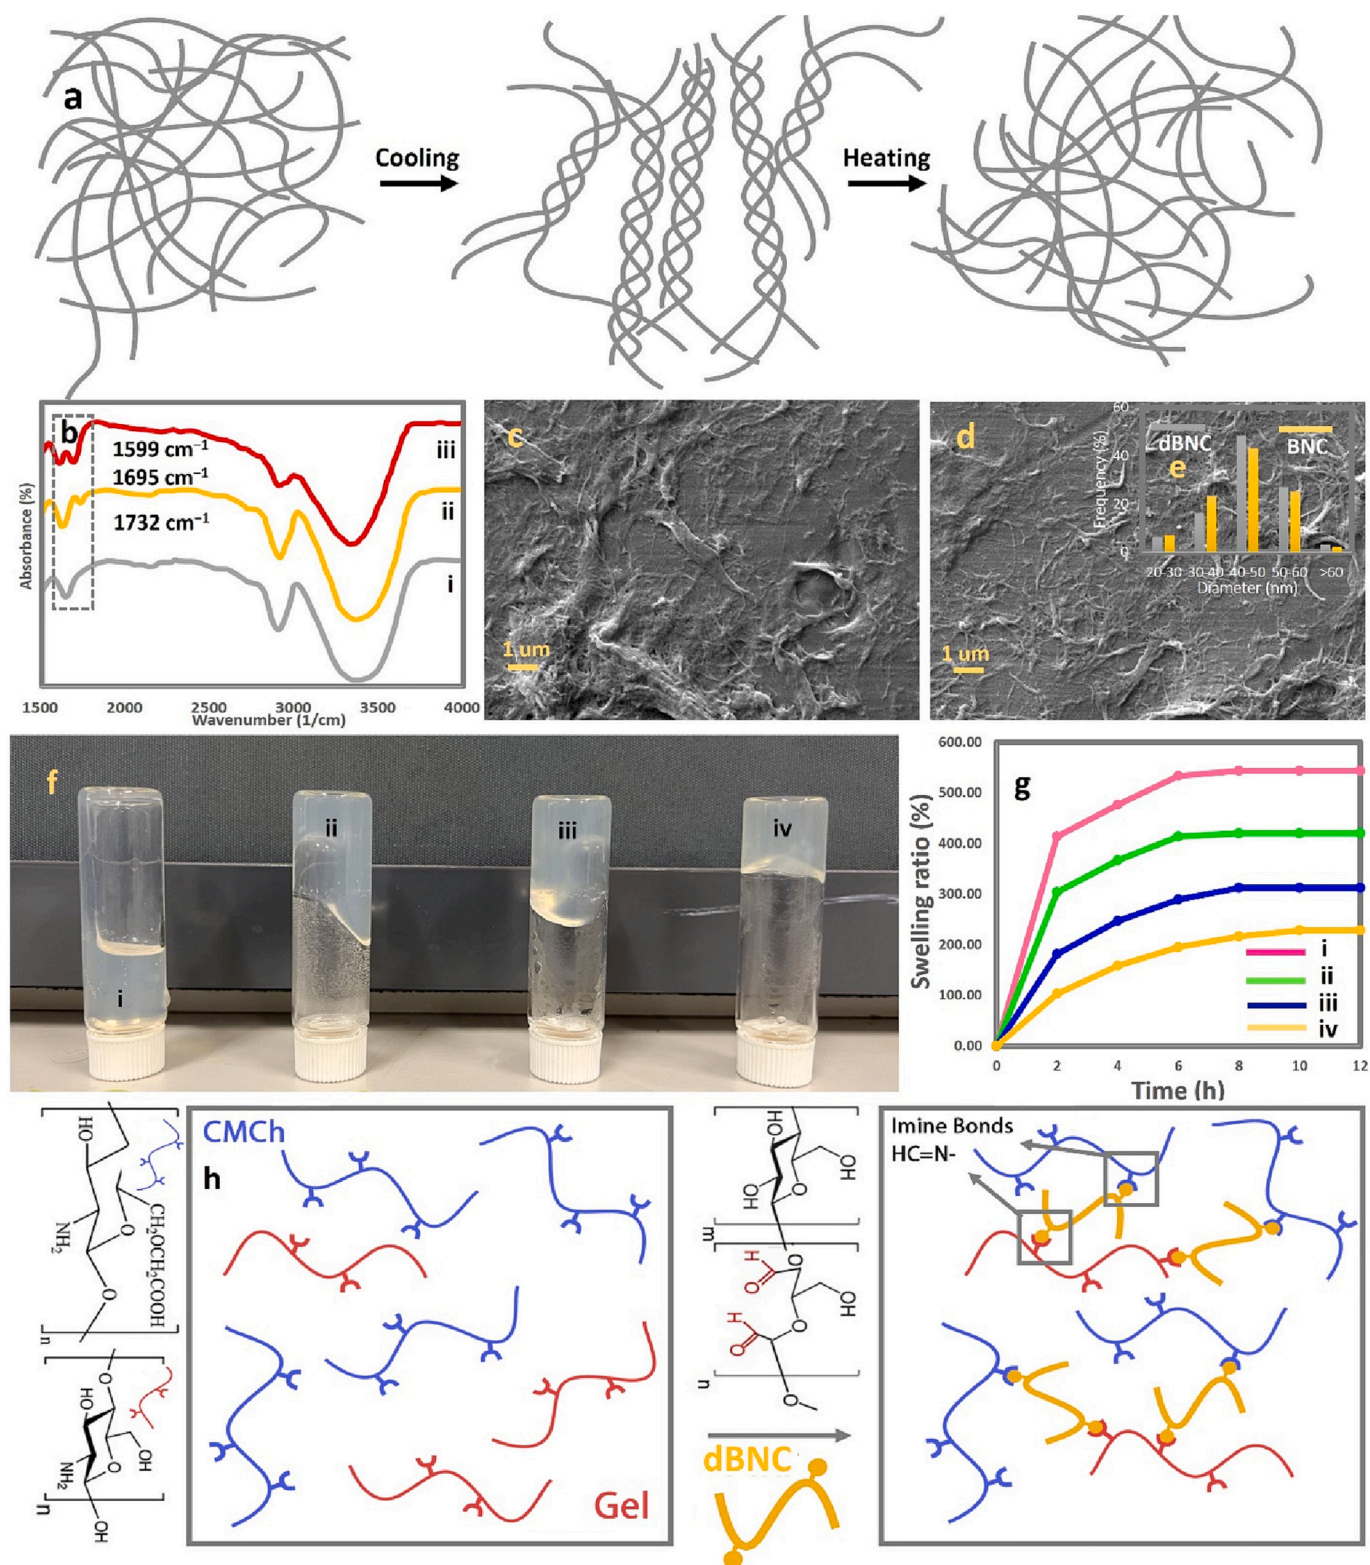 a
Cooling
Heating
b
1599 cm⁻¹
1695 cm⁻¹
1732 cm⁻¹
iii
ii
i
Absorbance (%)
1500 2000 2500 3000 3500 4000
Wavenumber (1/cm)
c
1 um
d
1 um
60
40
20
0
Frequency (%)
dBNC
BNC
e
20-30 30-40 40-50 50-60 >60
Diameter (nm)
f
i
ii
iii
iv
g
600.00
500.00
400.00
300.00
200.00
100.00
0.00
Swelling ratio (%)
i
ii
iii
iv
0 2 4 6 8 10 12
Time (h)
HO
NH₂
O
O
CH₂OCH₂COOH
n
O
HO
O
OH
NH₂
OH
n
h
CMCh
Gel
HO
OH
O
OH
m
O
H
O
OH
H
O
O
n
O
dBNC
Imine Bonds
HC=N-